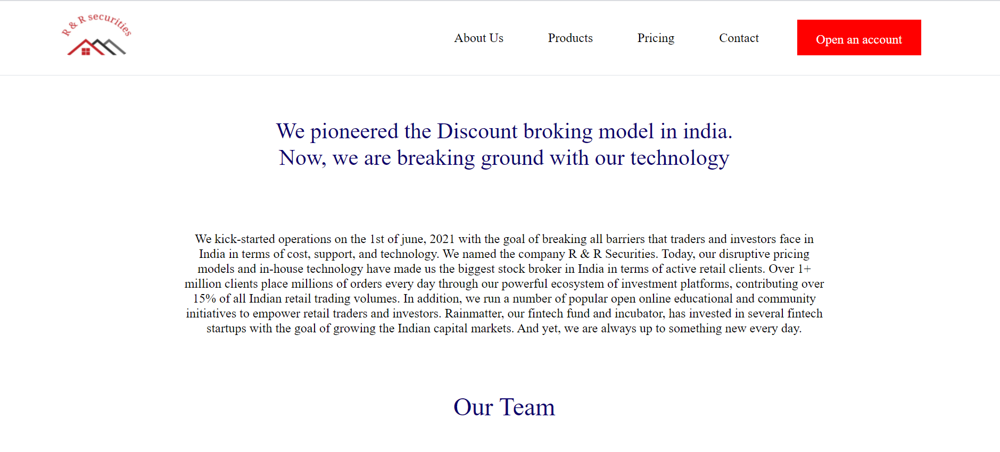 R & R securities
About Us
Products
Pricing
Contact
Open an account
We pioneered the Discount broking model in india.
Now, we are breaking ground with our technology
We kick-started operations on the 1st of june, 2021 with the goal of breaking all barriers that traders and investors face in
India in terms of cost, support, and technology. We named the company R & R Securities. Today, our disruptive pricing
models and in-house technology have made us the biggest stock broker in India in terms of active retail clients. Over 1+
million clients place millions of orders every day through our powerful ecosystem of investment platforms, contributing over
15% of all Indian retail trading volumes. In addition, we run a number of popular open online educational and community
initiatives to empower retail traders and investors. Rainmatter, our fintech fund and incubator, has invested in several fintech
startups with the goal of growing the Indian capital markets. And yet, we are always up to something new every day.
Our Team